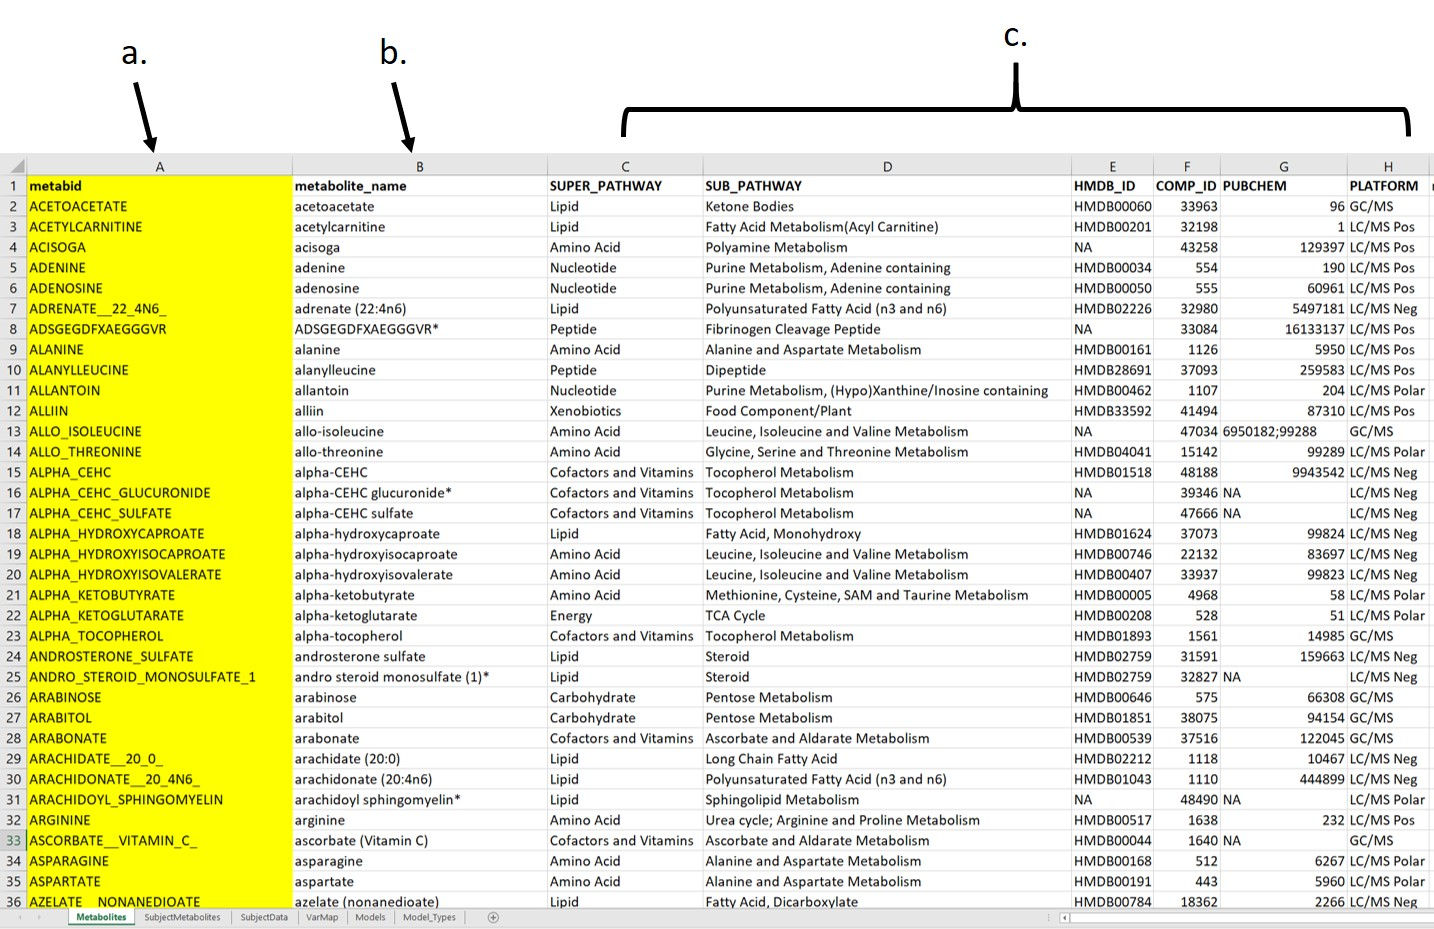 a.
b.
c.
A B C D E F G H
1 metabid metabolite_name SUPER_PATHWAY SUB_PATHWAY HMDB_ID COMP_ID PUBCHEM PLATFORM
2 ACETOACETATE acetoacetate Lipid Ketone Bodies HMDB00060 33963 96 GC/MS
3 ACETYLCARNITINE acetylcarnitine Lipid Fatty Acid Metabolism(Acyl Carnitine) HMDB00201 32198 1 LC/MS Pos
4 ACISOGA acisoga Amino Acid Polyamine Metabolism NA 43258 129397 LC/MS Pos
5 ADENINE adenine Nucleotide Purine Metabolism, Adenine containing HMDB00034 554 190 LC/MS Pos
6 ADENOSINE adenosine Nucleotide Purine Metabolism, Adenine containing HMDB00050 555 60961 LC/MS Pos
7 ADRENATE__22_4N6_ adrenate (22:4n6) Lipid Polyunsaturated Fatty Acid (n3 and n6) HMDB02226 32980 5497181 LC/MS Neg
8 ADSGEGDFXAEGGGVR ADSGEGDFXAEGGGVR* Peptide Fibrinogen Cleavage Peptide NA 33084 16133137 LC/MS Pos
9 ALANINE alanine Amino Acid Alanine and Aspartate Metabolism HMDB00161 1126 5950 LC/MS Pos
10 ALANYLLEUCINE alanylleucine Peptide Dipeptide HMDB28691 37093 259583 LC/MS Pos
11 ALLANTOIN allantoin Nucleotide Purine Metabolism, (Hypo)Xanthine/Inosine containing HMDB00462 1107 204 LC/MS Polar
12 ALLIIN alliin Xenobiotics Food Component/Plant HMDB33592 41494 87310 LC/MS Pos
13 ALLO_ISOLEUCINE allo-isoleucine Amino Acid Leucine, Isoleucine and Valine Metabolism NA 47034 6950182;99288 GC/MS
14 ALLO_THREONINE allo-threonine Amino Acid Glycine, Serine and Threonine Metabolism HMDB04041 15142 99289 LC/MS Polar
15 ALPHA_CEHC alpha-CEHC Cofactors and Vitamins Tocopherol Metabolism HMDB01518 48188 9943542 LC/MS Neg
16 ALPHA_CEHC_GLUCURONIDE alpha-CEHC glucuronide* Cofactors and Vitamins Tocopherol Metabolism NA 39346 NA LC/MS Neg
17 ALPHA_CEHC_SULFATE alpha-CEHC sulfate Cofactors and Vitamins Tocopherol Metabolism NA 47666 NA LC/MS Neg
18 ALPHA_HYDROXYCAPROATE alpha-hydroxycaproate Lipid Fatty Acid, Monohydroxy HMDB01624 37073 99824 LC/MS Neg
19 ALPHA_HYDROXYISOCAPROATE alpha-hydroxyisocaproate Amino Acid Leucine, Isoleucine and Valine Metabolism HMDB00746 22132 83697 LC/MS Neg
20 ALPHA_HYDROXYISOVALERATE alpha-hydroxyisovalerate Amino Acid Leucine, Isoleucine and Valine Metabolism HMDB00407 33937 99823 LC/MS Neg
21 ALPHA_KETOBUTYRATE alpha-ketobutyrate Amino Acid Methionine, Cysteine, SAM and Taurine Metabolism HMDB00005 4968 58 LC/MS Polar
22 ALPHA_KETOGLUTARATE alpha-ketoglutarate Energy TCA Cycle HMDB00208 528 51 LC/MS Polar
23 ALPHA_TOCOPHEROL alpha-tocopherol Cofactors and Vitamins Tocopherol Metabolism HMDB01893 1561 14985 GC/MS
24 ANDROSTERONE_SULFATE androsterone sulfate Lipid Steroid HMDB02759 31591 159663 LC/MS Neg
25 ANDRO_STEROID_MONOSULFATE_1 andro steroid monosulfate (1)* Lipid Steroid HMDB02759 32827 NA LC/MS Neg
26 ARABINOSE arabinose Carbohydrate Pentose Metabolism HMDB00646 575 66308 GC/MS
27 ARABITOL arabitol Carbohydrate Pentose Metabolism HMDB01851 38075 94154 GC/MS
28 ARABONATE arabonate Cofactors and Vitamins Ascorbate and Aldarate Metabolism HMDB00539 37516 122045 GC/MS
29 ARACHIDATE__20_0_ arachidate (20:0) Lipid Long Chain Fatty Acid HMDB02212 1118 10467 LC/MS Neg
30 ARACHIDONATE__20_4N6_ arachidonate (20:4n6) Lipid Polyunsaturated Fatty Acid (n3 and n6) HMDB01043 1110 444899 LC/MS Neg
31 ARACHIDOYL_SPHINGOMYELIN arachidoyl sphingomyelin* Lipid Sphingolipid Metabolism NA 48490 NA LC/MS Polar
32 ARGININE arginine Amino Acid Urea cycle; Arginine and Proline Metabolism HMDB00517 1638 232 LC/MS Pos
33 ASCORBATE__VITAMIN_C_ ascorbate (Vitamin C) Cofactors and Vitamins Ascorbate and Aldarate Metabolism HMDB00044 1640 NA GC/MS
34 ASPARAGINE asparagine Amino Acid Alanine and Aspartate Metabolism HMDB00168 512 6267 LC/MS Polar
35 ASPARTATE aspartate Amino Acid Alanine and Aspartate Metabolism HMDB00191 443 5960 LC/MS Polar
36 AZELATE__NONANEDIOATE azelate (nonanedioate) Lipid Fatty Acid, Dicarboxylate HMDB00784 18362 2266 LC/MS Neg
Metabolites SubjectMetabolites SubjectData VarMap Models Model_Types